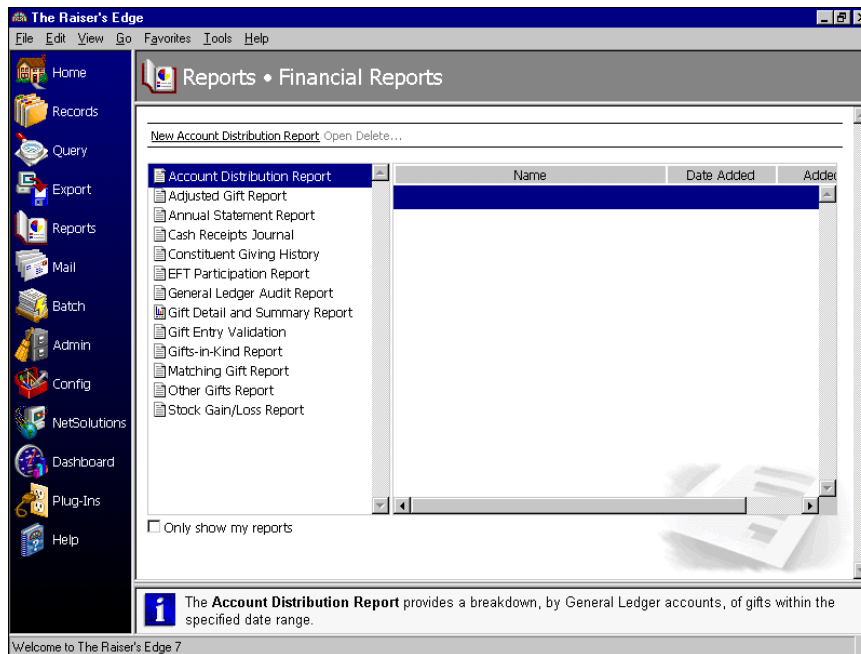 The Raiser's Edge
File Edit View Go Favorites Tools Help
Home
Records
Query
Export
Reports
Mail
Batch
Admin
Config
NetSolutions
Dashboard
Plug-Ins
Help
Reports • Financial Reports
New Account Distribution Report Open Delete...
Account Distribution Report
Adjusted Gift Report
Annual Statement Report
Cash Receipts Journal
Constituent Giving History
EFT Participation Report
General Ledger Audit Report
Gift Detail and Summary Report
Gift Entry Validation
Gifts-in-Kind Report
Matching Gift Report
Other Gifts Report
Stock Gain/Loss Report
Name Date Added
Only show my reports
The Account Distribution Report provides a breakdown, by General Ledger accounts, of gifts within the
specified date range.
Welcome to The Raiser's Edge 7